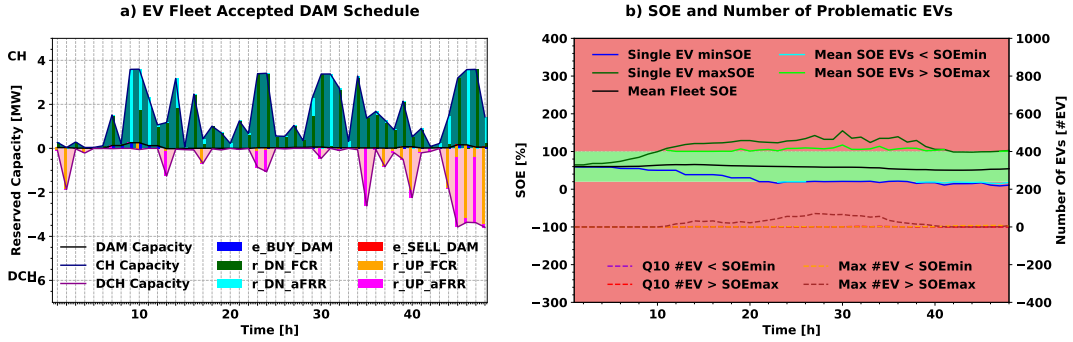 a) EV Fleet Accepted DAM Schedule
CH
4
2
0
−2
−4
−6
DCH
Reserved Capacity [MW]
DAM Capacity
CH Capacity
DCH Capacity
e_BUY_DAM
r_DN_FCR
r_DN_aFRR
e_SELL_DAM
r_UP_FCR
r_UP_aFRR
0
10
20
30
40
Time [h]
b) SOE and Number of Problematic EVs
400
300
200
100
0
−100
−200
−300
SOE [%]
Single EV minSOE
Single EV maxSOE
Mean Fleet SOE
Mean SOE EVs < SOEmin
Mean SOE EVs > SOEmax
Q10 #EV < SOEmin
Q10 #EV > SOEmax
Max #EV < SOEmin
Max #EV > SOEmax
10
20
30
40
Time [h]
1000
800
600
400
200
0
−200
−400
Number Of EVs [#EV]